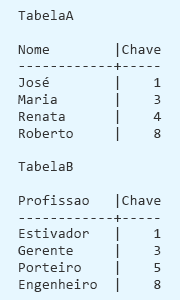 TabelaA
Nome        |Chave
------------+-----
José        |    1
Maria       |    3
Renata      |    4
Roberto     |    8
TabelaB
Profissao   |Chave
------------+-----
Estivador   |    1
Gerente     |    3
Porteiro    |    5
Engenheiro  |    8